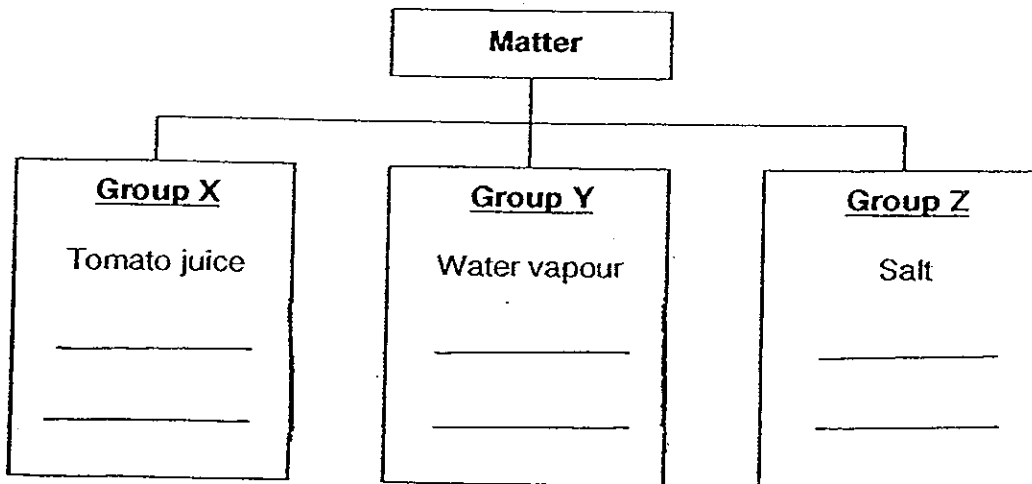 Matter
Group X
Tomato juice
Group Y
Water vapour
Group Z
Salt